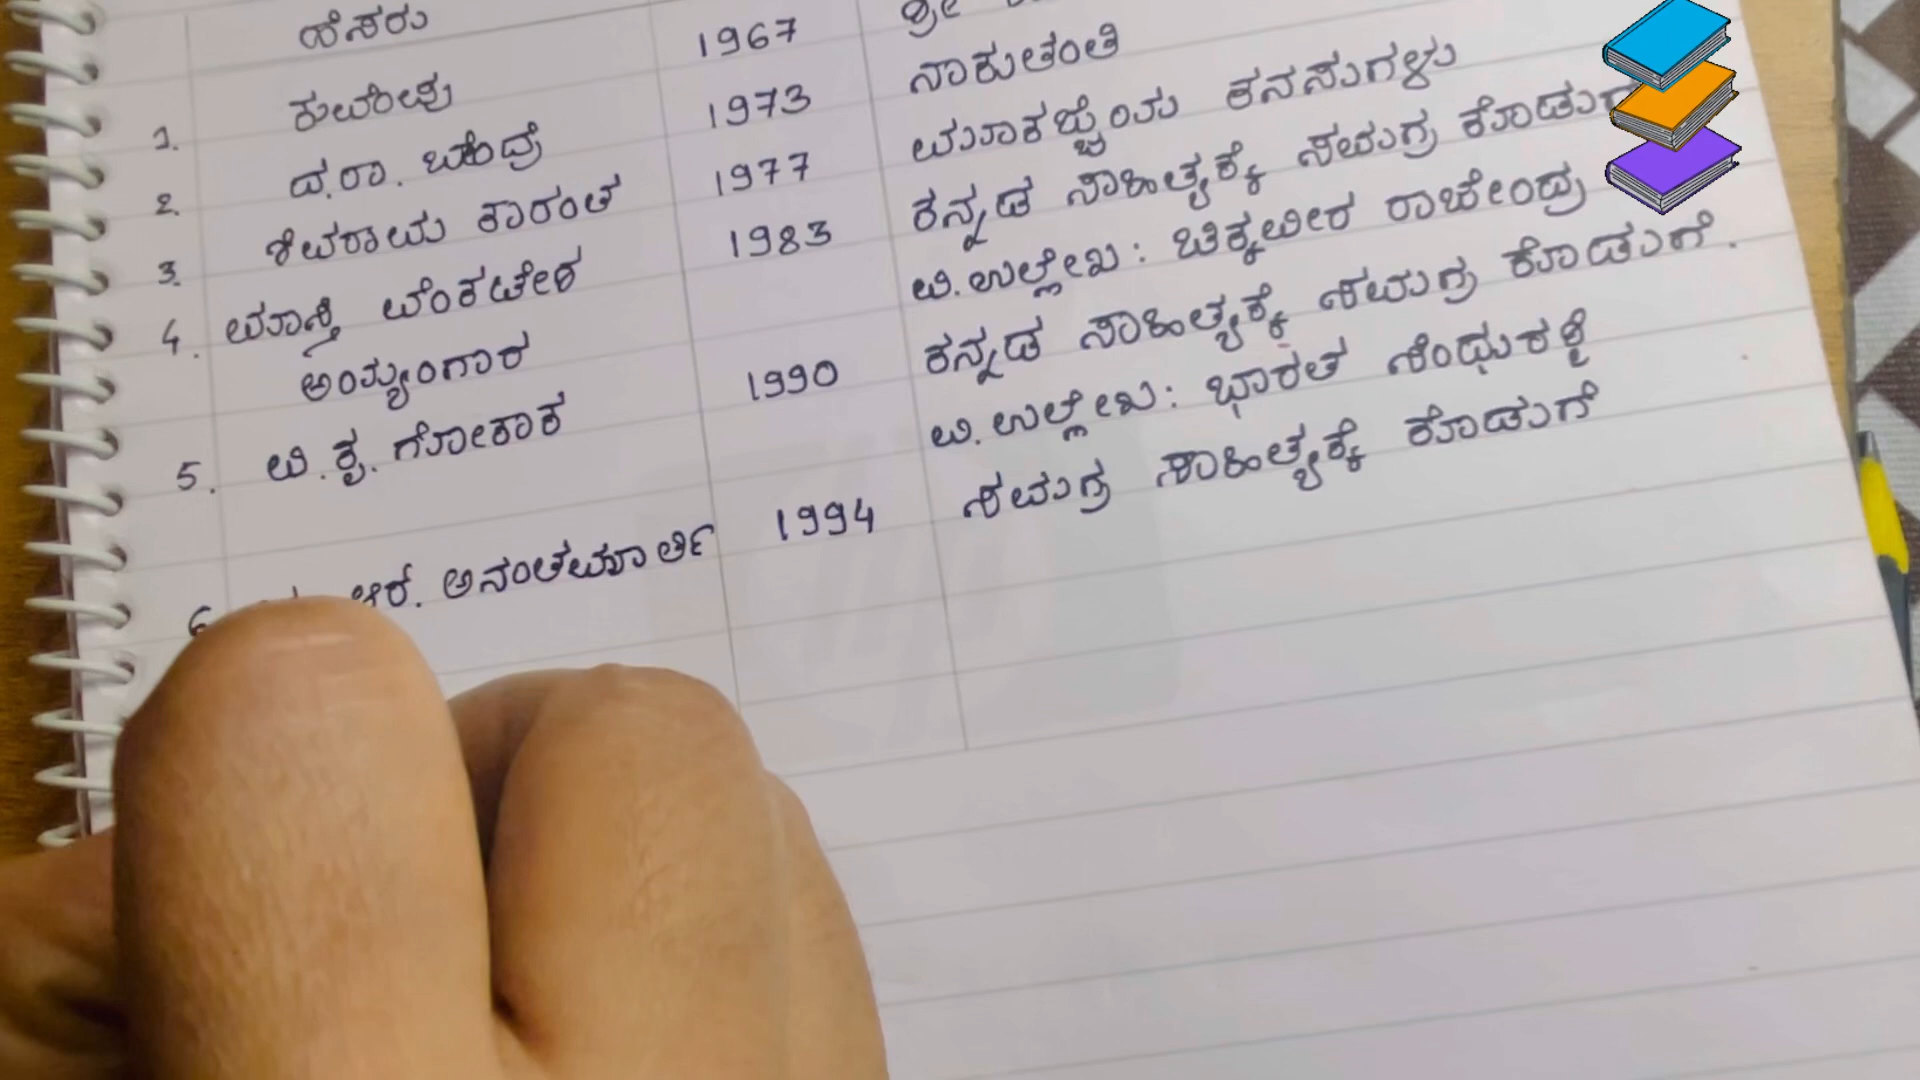 ಹೆಸರು
1. ಕುವೆಂಪು 1967 ಶ್ರೀ
2. ದ.ರಾ. ಬೇಂದ್ರೆ 1973 ನಾಕುತಂತಿ
3. ಶಿವರಾಮ ಕಾರಂತ 1977 ಮೂಕಜ್ಜಿಯ ಕನಸುಗಳು
4. ಮಾಸ್ತಿ ವೆಂಕಟೇಶ 1983 ಕನ್ನಡ ಸಾಹಿತ್ಯಕ್ಕೆ ಸಮಗ್ರ ಕೊಡುಗೆ
ಅಯ್ಯಂಗಾರ ವಿ.ಉಲ್ಲೇಖ: ಚಿಕ್ಕವೀರ ರಾಜೇಂದ್ರ
5. ವಿ.ಕೃ. ಗೋಕಾಕ 1990 ಕನ್ನಡ ಸಾಹಿತ್ಯಕ್ಕೆ ಸಮಗ್ರ ಕೊಡುಗೆ.
ವಿ.ಉಲ್ಲೇಖ: ಭಾರತ ಸಿಂಧುರಶ್ಮಿ
6 ಆರ್. ಅನಂತಮೂರ್ತಿ 1994 ಸಮಗ್ರ ಸಾಹಿತ್ಯಕ್ಕೆ ಕೊಡುಗೆ